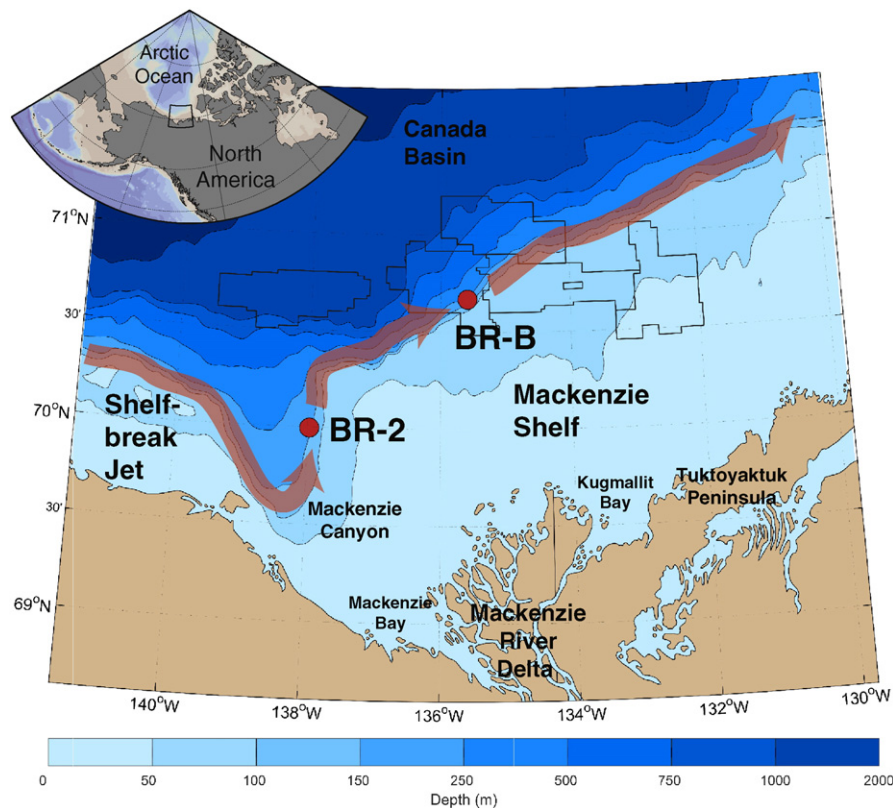 Arctic
Ocean
North
America
Canada
Basin
71°N
30'
BR-B
70°N
Shelf-
break
Jet
BR-2
Mackenzie
Shelf
30'
Mackenzie
Canyon
Kugmallit
Bay
Tuktoyaktuk
Peninsula
69°N
Mackenzie
Bay
Mackenzie
River
Delta
140°W
138°W
136°W
134°W
132°W
130°W
0 50 100 150 250 500 750 1000 2000
Depth (m)